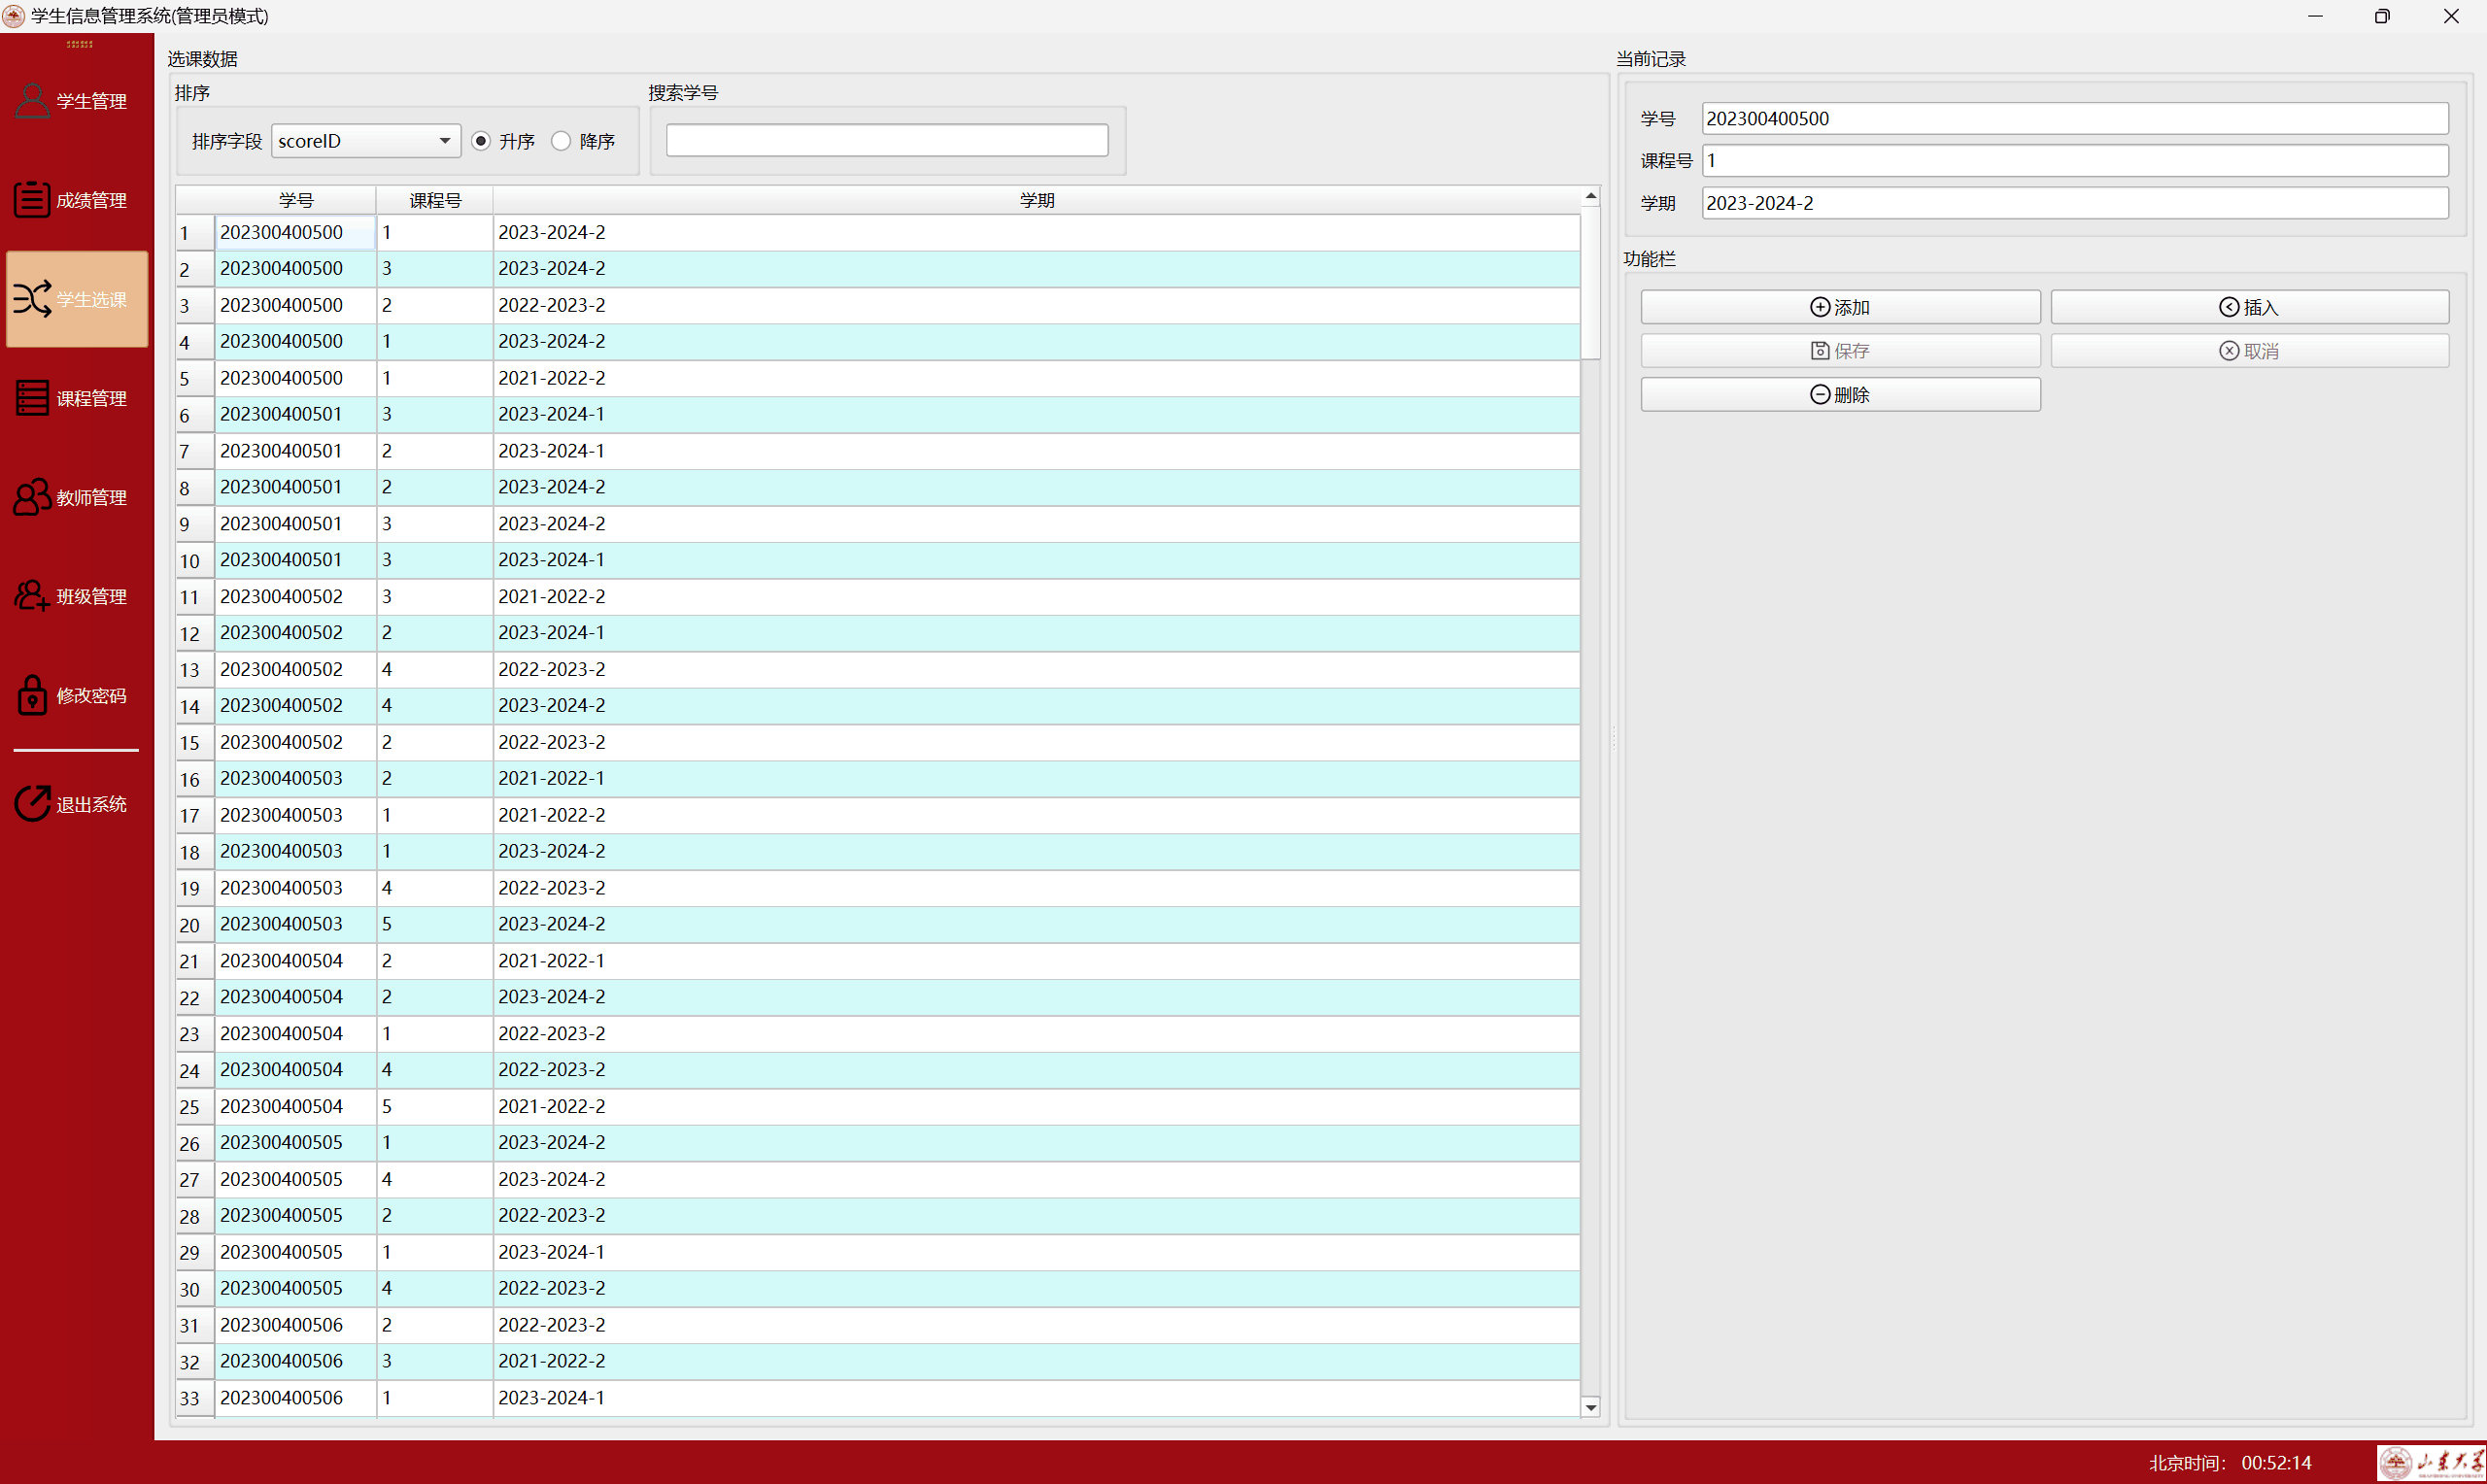 学生信息管理系统(管理员模式)
学生管理
成绩管理
学生选课
课程管理
教师管理
班级管理
修改密码
退出系统
选课数据
排序
搜索学号
排序字段 scoreID 升序 降序
学号 课程号 学期
1 202300400500 1 2023-2024-2
2 202300400500 3 2023-2024-2
3 202300400500 2 2022-2023-2
4 202300400500 1 2023-2024-2
5 202300400500 1 2021-2022-2
6 202300400501 3 2023-2024-1
7 202300400501 2 2023-2024-1
8 202300400501 2 2023-2024-2
9 202300400501 3 2023-2024-2
10 202300400501 3 2023-2024-1
11 202300400502 3 2021-2022-2
12 202300400502 2 2023-2024-1
13 202300400502 4 2022-2023-2
14 202300400502 4 2023-2024-2
15 202300400502 2 2022-2023-2
16 202300400503 2 2021-2022-1
17 202300400503 1 2021-2022-2
18 202300400503 1 2023-2024-2
19 202300400503 4 2022-2023-2
20 202300400503 5 2023-2024-2
21 202300400504 2 2021-2022-1
22 202300400504 2 2023-2024-2
23 202300400504 1 2022-2023-2
24 202300400504 4 2022-2023-2
25 202300400504 5 2021-2022-2
26 202300400505 1 2023-2024-2
27 202300400505 4 2023-2024-2
28 202300400505 2 2022-2023-2
29 202300400505 1 2023-2024-1
30 202300400505 4 2022-2023-2
31 202300400506 2 2022-2023-2
32 202300400506 3 2021-2022-2
33 202300400506 1 2023-2024-1
当前记录
学号 202300400500
课程号 1
学期 2023-2024-2
功能栏
添加 插入
保存 取消
删除
北京时间: 00:52:14
山东大学